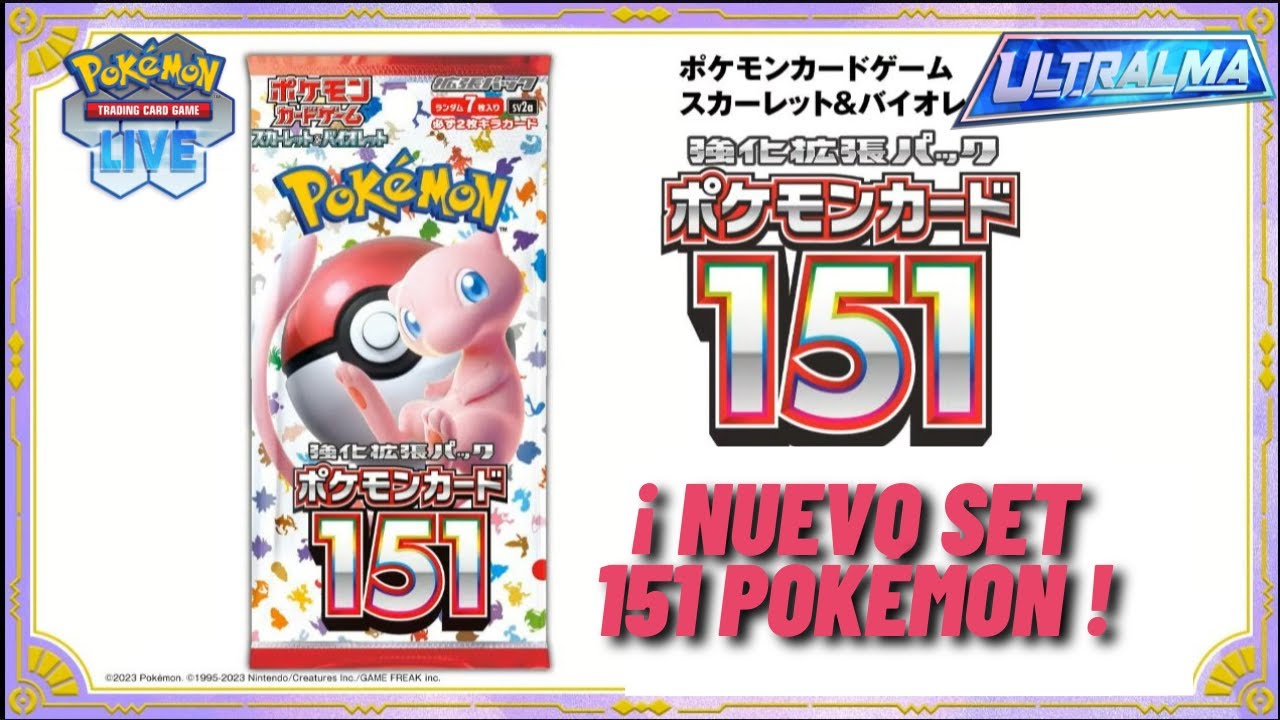 POKéMON
TRADING CARD GAME
LIVE
ポケモン
カードゲーム
スカーレット&バイオレット
拡張パック
ランダム7枚入り
sv2a
必ず2枚キラカード
POKéMON
TM
強化拡張パック
ポケモンカード
151
ポケモンカードゲーム
スカーレット&バイオレ
ULTRALMA
強化拡張パック
ポケモンカード
151
¡ NUEVO SET
151 POKEMON !
©2023 Pokémon. ©1995-2023 Nintendo/Creatures Inc./GAME FREAK inc.